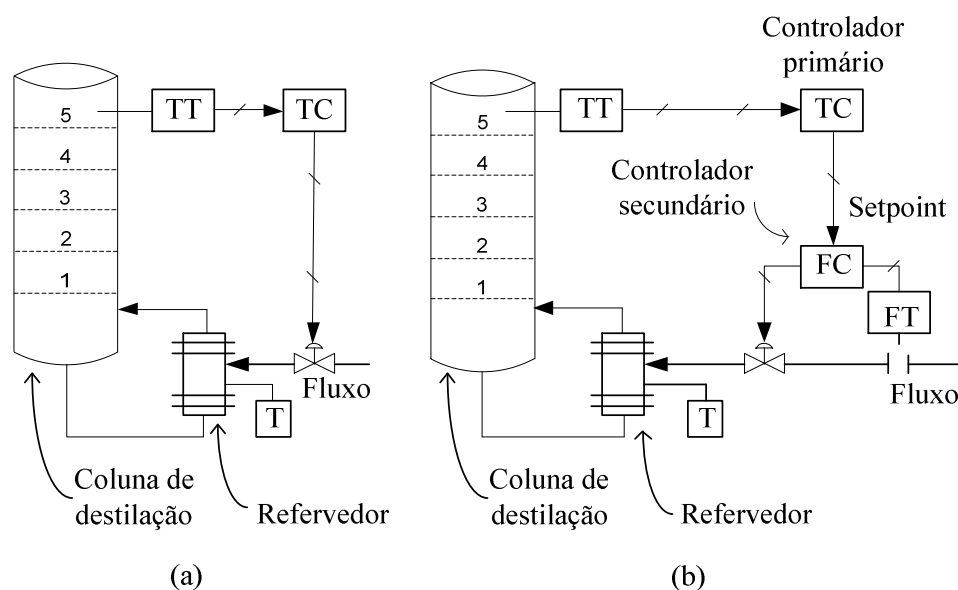 5
4
3
2
1
TT
TC
T
Fluxo
Coluna de
destilação
Refervedor
(a)
Controlador
primário
5
4
3
2
1
TT
TC
Controlador
secundário
Setpoint
FC
FT
T
Fluxo
Coluna de
destilação
Refervedor
(b)